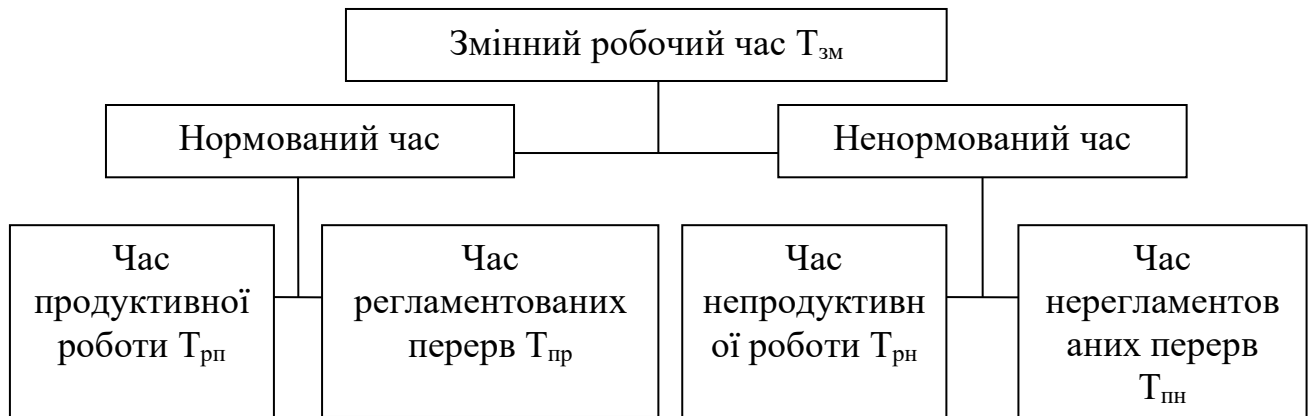 Змінний робочий час Тзм
Нормований час
Ненормований час
Час
продуктивної
роботи Трп
Час
регламентованих
перерв Тпр
Час
непродуктивн
ої роботи Трн
Час
нерегламентов
аних перерв
Тпн